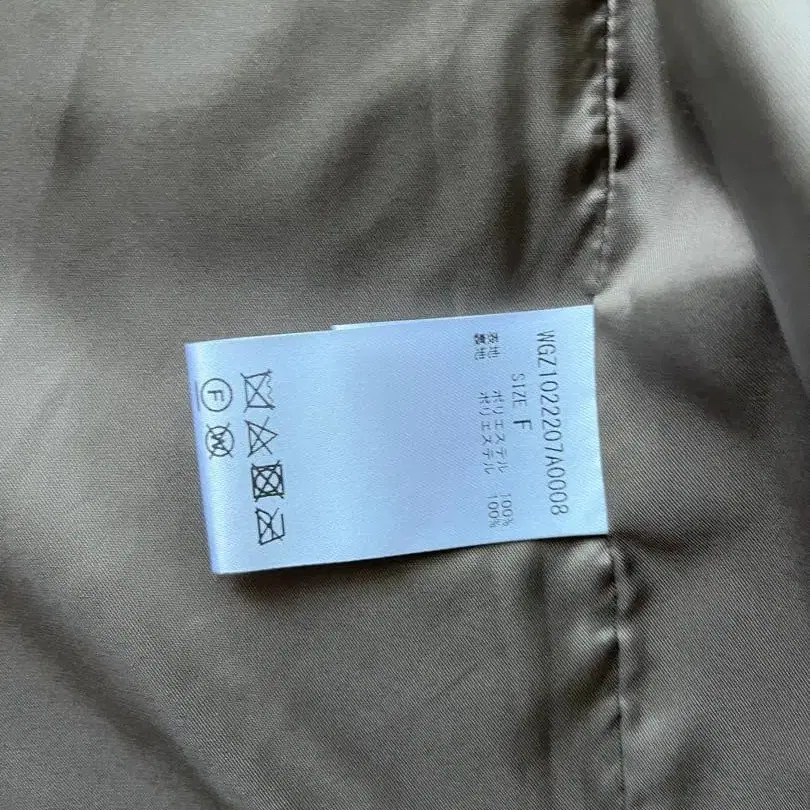 WGZ1022207A0008
SIZE F
表地 ポリエステル 100%
裏地 ポリエステル 100%
F
W